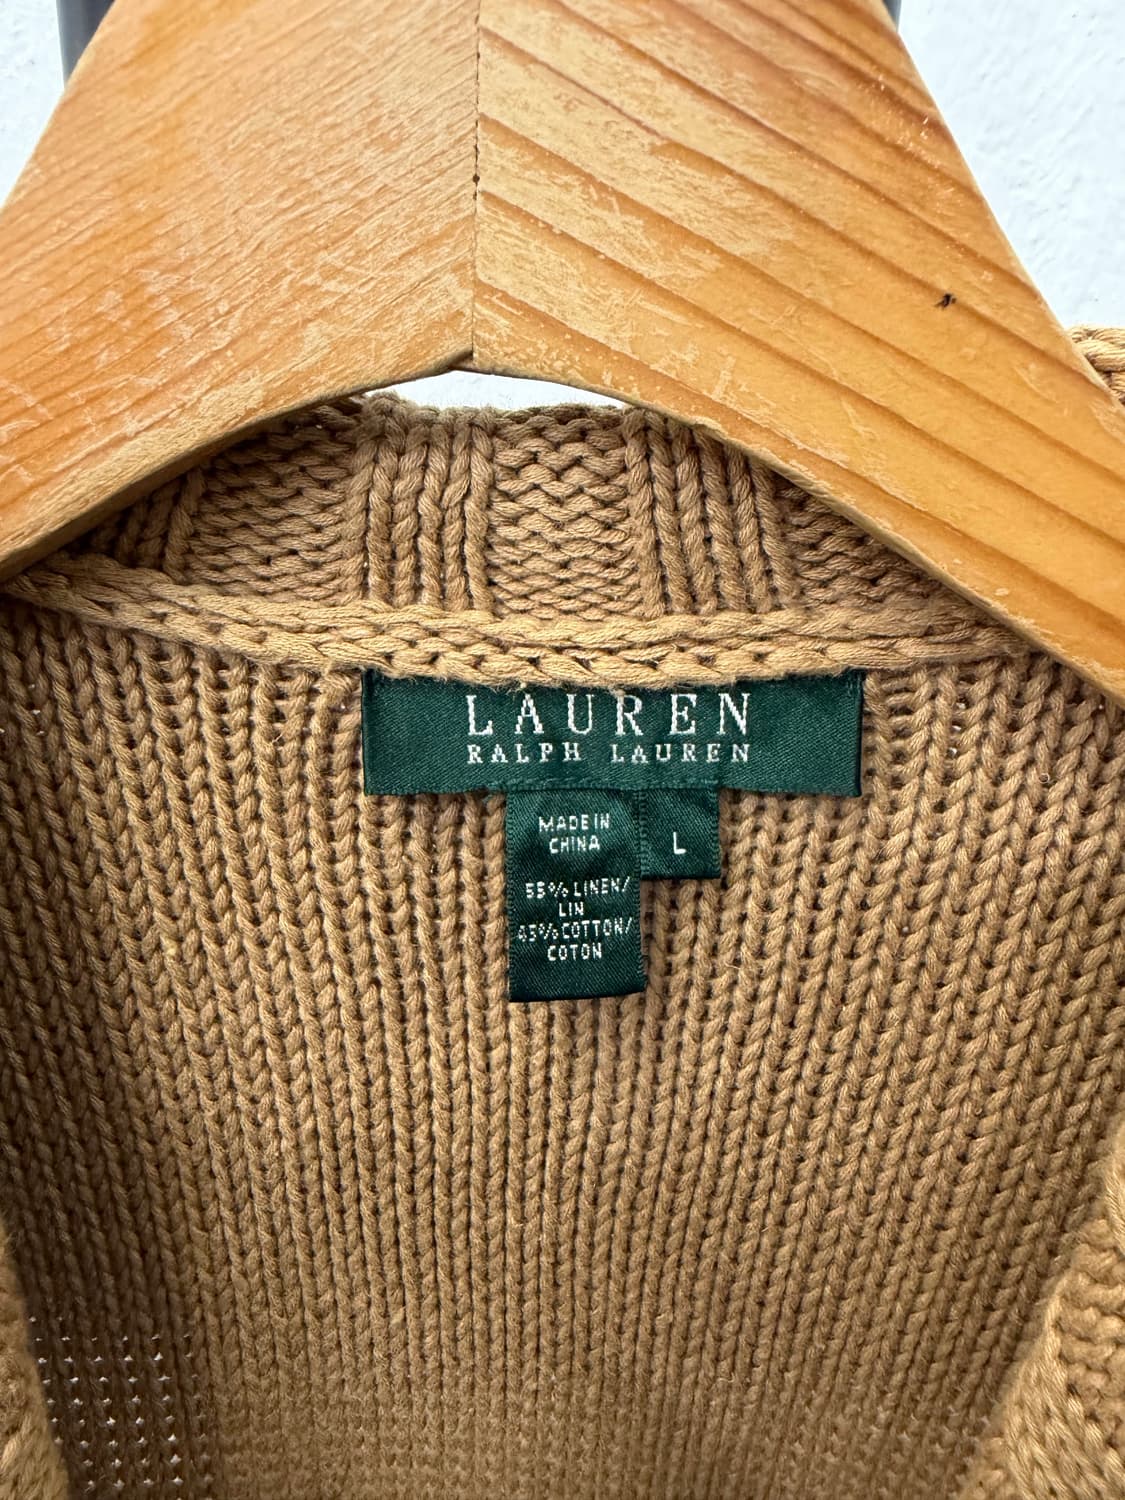 LAUREN
RALPH LAUREN
MADE IN
CHINA
L
55% LINEN/
LIN
45% COTTON/
COTON